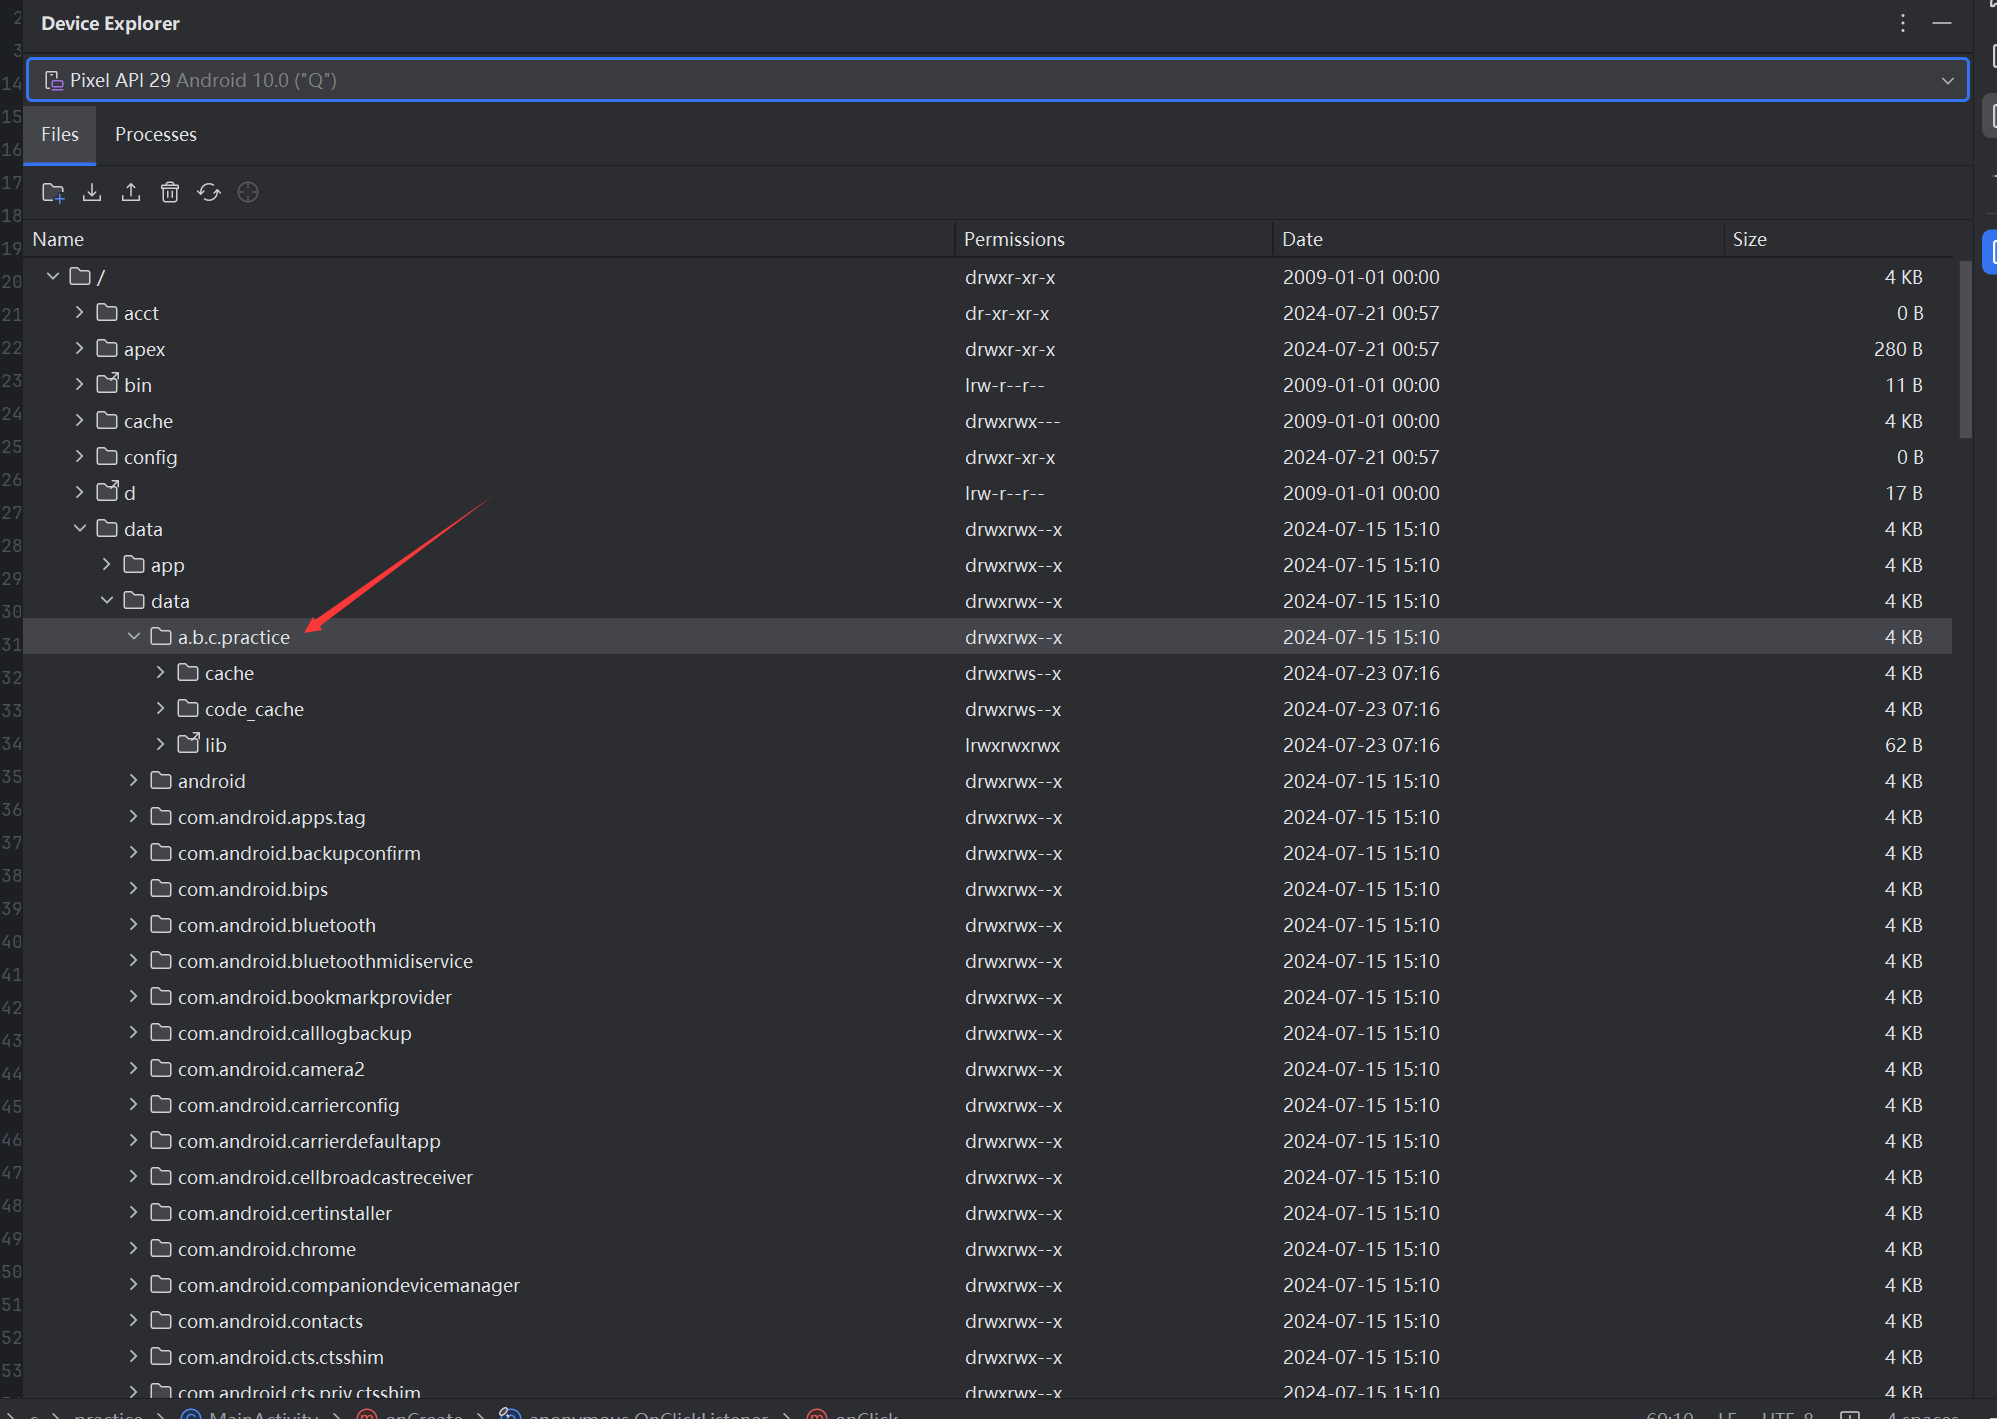 Device Explorer
Pixel API 29 Android 10.0 ("Q")
Files Processes
Name Permissions Date Size
/ drwxr-xr-x 2009-01-01 00:00 4 KB
acct dr-xr-xr-x 2024-07-21 00:57 0 B
apex drwxr-xr-x 2024-07-21 00:57 280 B
bin lrw-r--r-- 2009-01-01 00:00 11 B
cache drwxrwx--- 2009-01-01 00:00 4 KB
config drwxr-xr-x 2024-07-21 00:57 0 B
d lrw-r--r-- 2009-01-01 00:00 17 B
data drwxrwx--x 2024-07-15 15:10 4 KB
app drwxrwx--x 2024-07-15 15:10 4 KB
data drwxrwx--x 2024-07-15 15:10 4 KB
a.b.c.practice drwxrwx--x 2024-07-15 15:10 4 KB
cache drwxrws--x 2024-07-23 07:16 4 KB
code_cache drwxrws--x 2024-07-23 07:16 4 KB
lib lrwxrwxrwx 2024-07-23 07:16 62 B
android drwxrwx--x 2024-07-15 15:10 4 KB
com.android.apps.tag drwxrwx--x 2024-07-15 15:10 4 KB
com.android.backupconfirm drwxrwx--x 2024-07-15 15:10 4 KB
com.android.bips drwxrwx--x 2024-07-15 15:10 4 KB
com.android.bluetooth drwxrwx--x 2024-07-15 15:10 4 KB
com.android.bluetoothmidiservice drwxrwx--x 2024-07-15 15:10 4 KB
com.android.bookmarkprovider drwxrwx--x 2024-07-15 15:10 4 KB
com.android.calllogbackup drwxrwx--x 2024-07-15 15:10 4 KB
com.android.camera2 drwxrwx--x 2024-07-15 15:10 4 KB
com.android.carrierconfig drwxrwx--x 2024-07-15 15:10 4 KB
com.android.carrierdefaultapp drwxrwx--x 2024-07-15 15:10 4 KB
com.android.cellbroadcastreceiver drwxrwx--x 2024-07-15 15:10 4 KB
com.android.certinstaller drwxrwx--x 2024-07-15 15:10 4 KB
com.android.chrome drwxrwx--x 2024-07-15 15:10 4 KB
com.android.companiondevicemanager drwxrwx--x 2024-07-15 15:10 4 KB
com.android.contacts drwxrwx--x 2024-07-15 15:10 4 KB
com.android.cts.ctsshim drwxrwx--x 2024-07-15 15:10 4 KB
com.android.cts.priv.ctsshim drwxrwx--x 2024-07-15 15:10 4 KB
practice MainActivity onCreate anonymous OnClickListener onClick 60:10 LF UTF-8 4 spaces